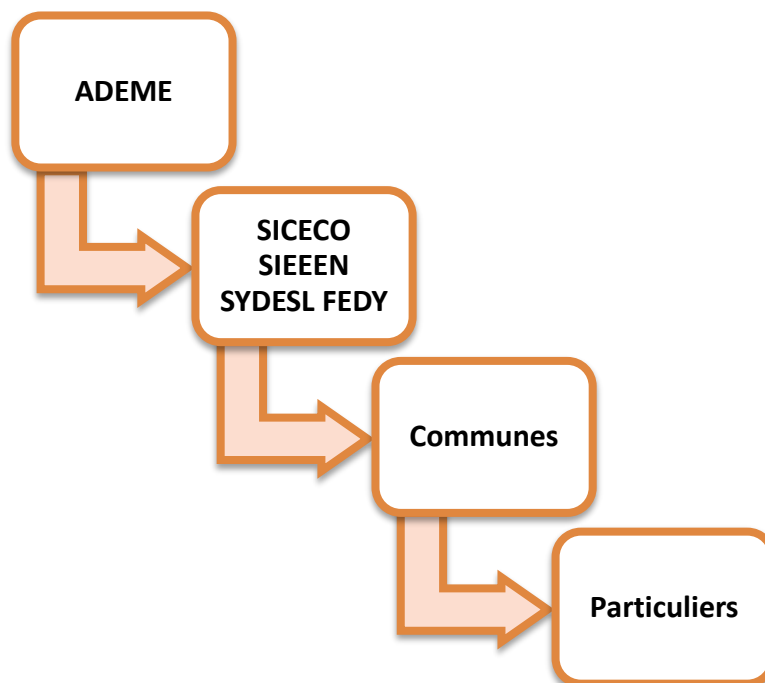 ADEME
SICECO
SIEEEN
SYDESL FEDY
Communes
Particuliers